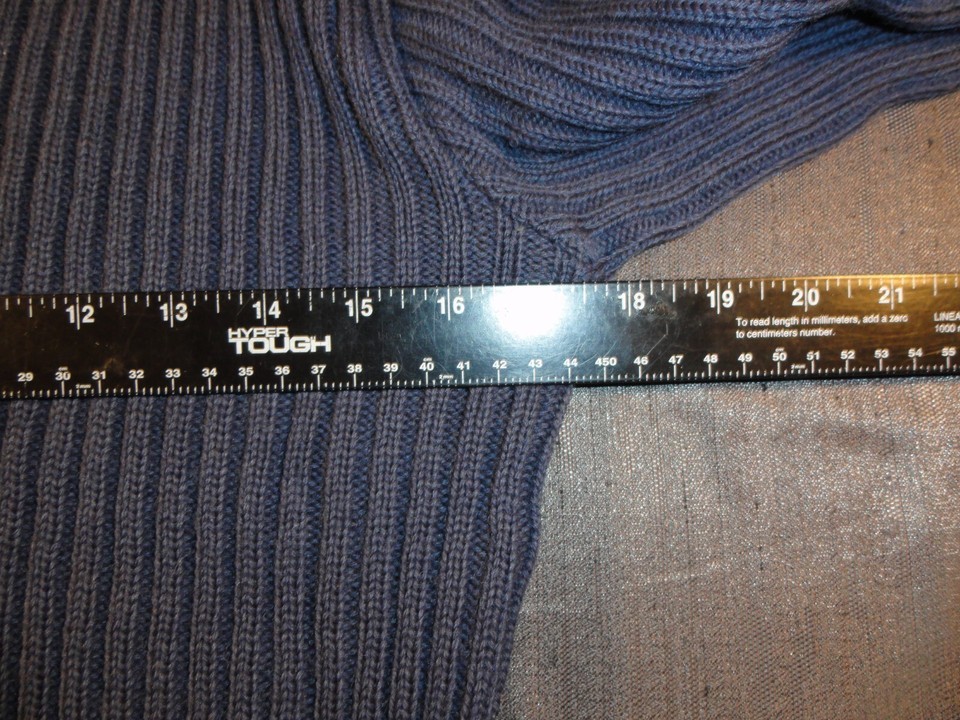 12 13 14 15 16 18 19 20 21
HYPER
TOUGH
To read length in millimeters, add a zero
to centimeters number.
LINEA
1000 m
29 30 31 32 33 34 35 36 37 38 39 40 41 42 43 44 450 46 47 48 49 50 51 52 53 54 55